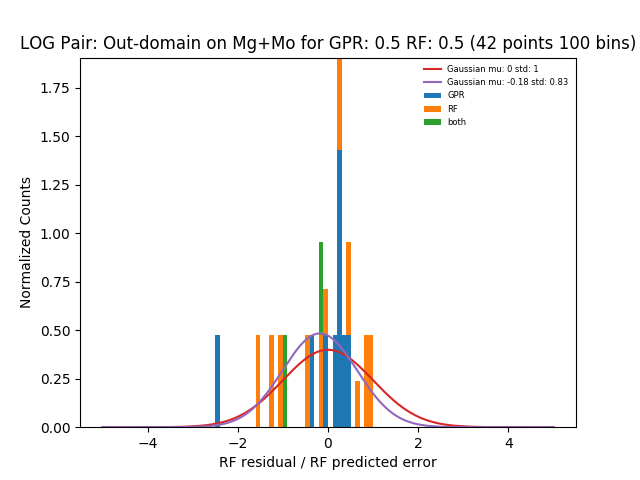 LOG Pair: Out-domain on Mg+Mo for GPR: 0.5 RF: 0.5 (42 points 100 bins)
Gaussian mu: 0 std: 1
Gaussian mu: -0.18 std: 0.83
GPR
RF
both
Normalized Counts
1.75
1.50
1.25
1.00
0.75
0.50
0.25
0.00
−4 −2 0 2 4
RF residual / RF predicted error